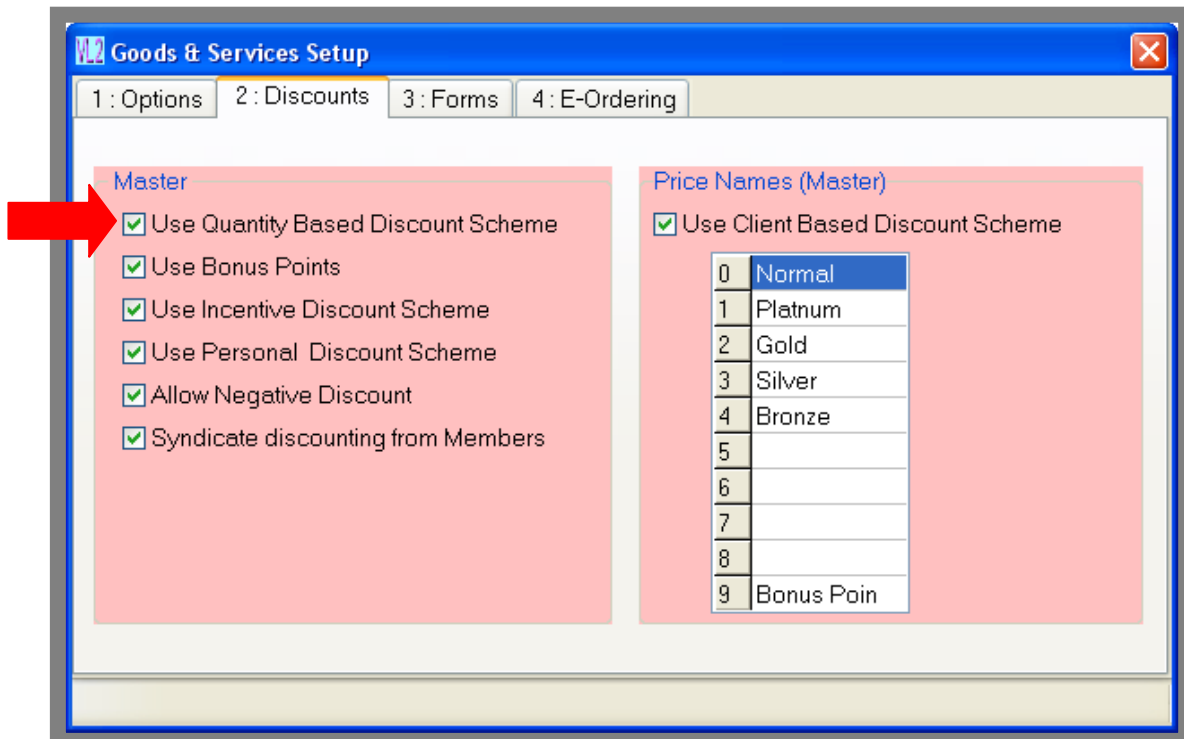 VL2 Goods & Services Setup
1 : Options 2 : Discounts 3 : Forms 4 : E-Ordering
Master
Use Quantity Based Discount Scheme
Use Bonus Points
Use Incentive Discount Scheme
Use Personal Discount Scheme
Allow Negative Discount
Syndicate discounting from Members
Price Names (Master)
Use Client Based Discount Scheme
0 Normal
1 Platnum
2 Gold
3 Silver
4 Bronze
5
6
7
8
9 Bonus Poin